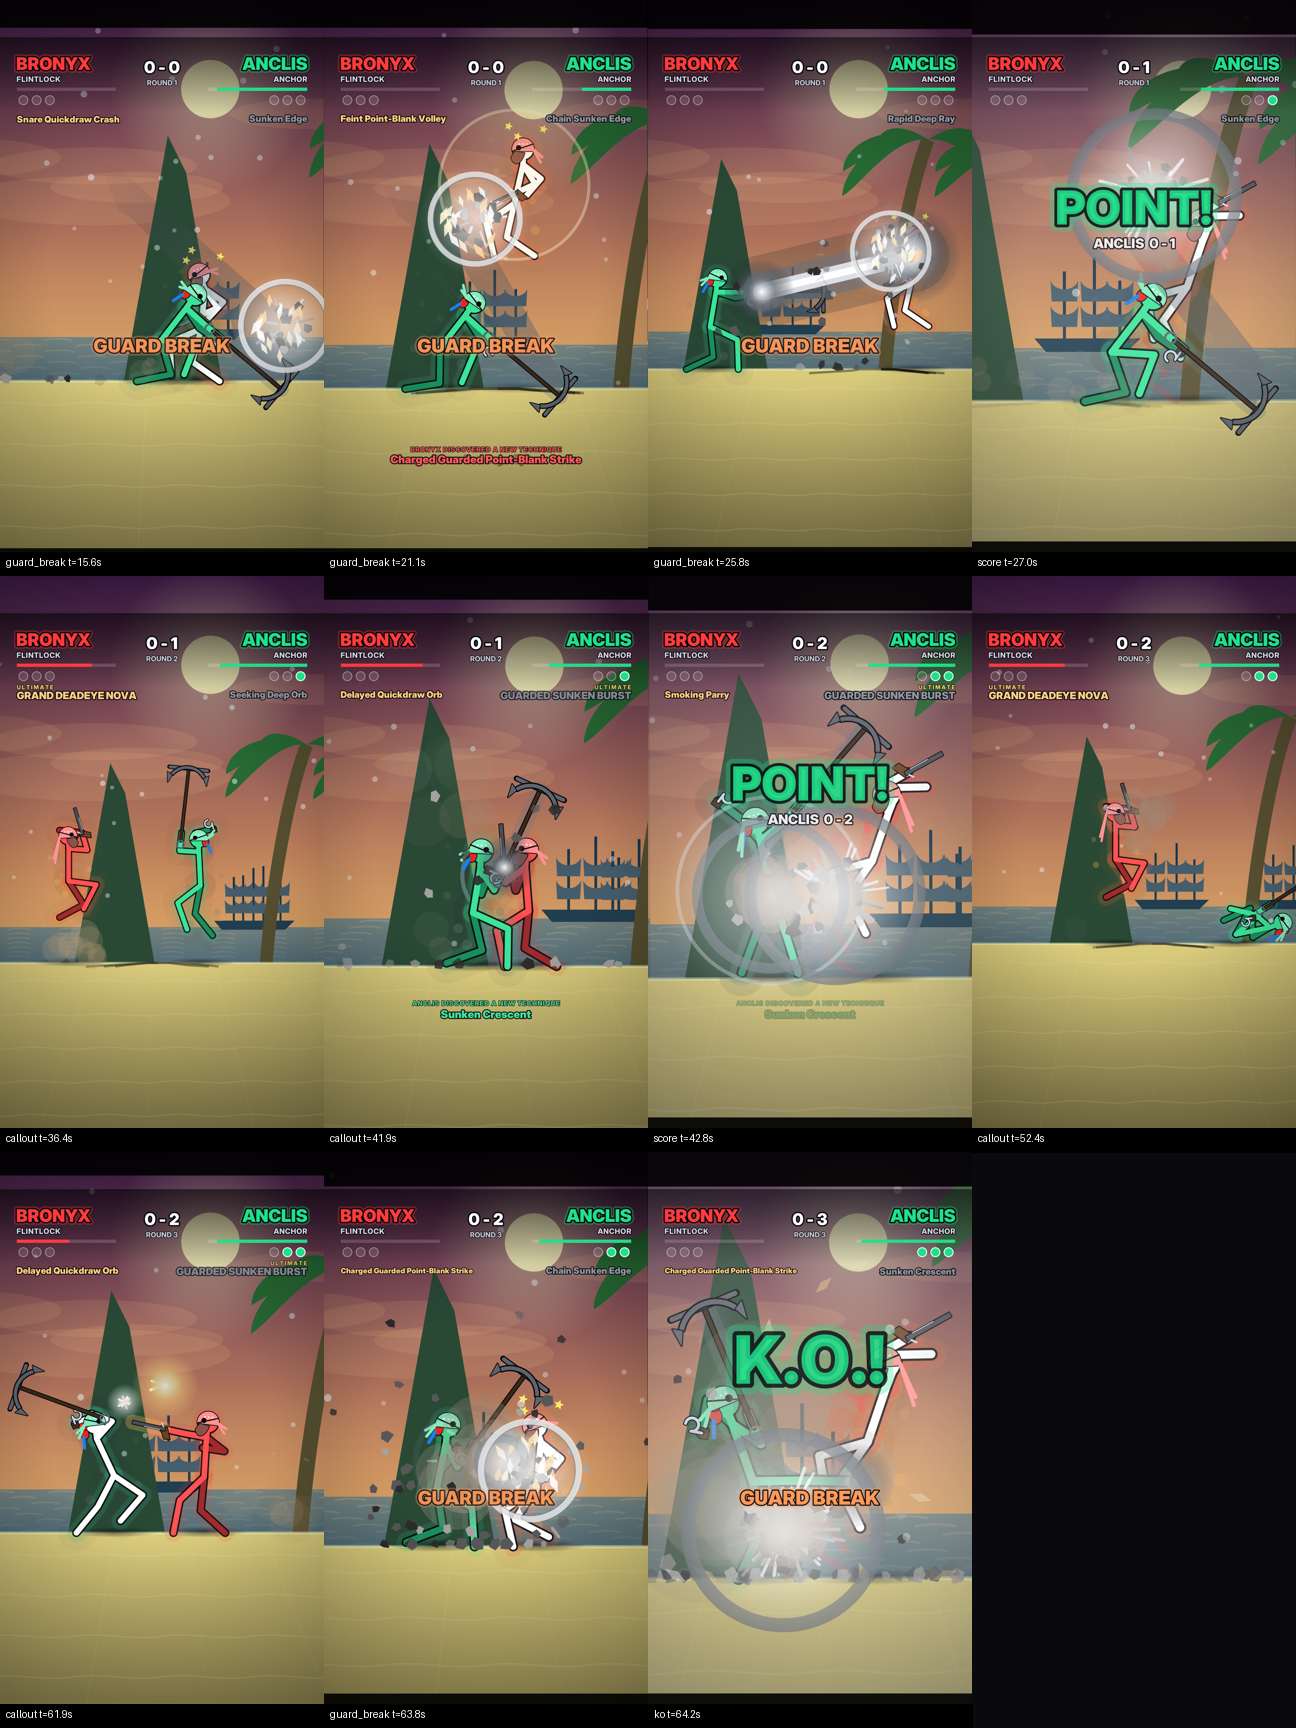 BRONYX
0 - 0
ANCLIS
FLINTLOCK
ROUND 1
ANCHOR
Snare Quickdraw Crash
Sunken Edge
GUARD BREAK
guard_break t=15.6s
BRONYX
0 - 0
ANCLIS
FLINTLOCK
ROUND 1
ANCHOR
Feint Point-Blank Volley
Chain Sunken Edge
GUARD BREAK
BRONYX DISCOVERED A NEW TECHNIQUE
Charged Guarded Point-Blank Strike
guard_break t=21.1s
BRONYX
0 - 0
ANCLIS
FLINTLOCK
ROUND 1
ANCHOR
Rapid Deep Ray
GUARD BREAK
guard_break t=25.8s
BRONYX
0 - 1
ANCLIS
FLINTLOCK
ROUND 1
ANCHOR
Sunken Edge
POINT!
ANCLIS 0 - 1
score t=27.0s
BRONYX
0 - 1
ANCLIS
FLINTLOCK
ROUND 2
ANCHOR
ULTIMATE
GRAND DEADEYE NOVA
Seeking Deep Orb
callout t=36.4s
BRONYX
0 - 1
ANCLIS
FLINTLOCK
ROUND 2
ANCHOR
ULTIMATE
Delayed Quickdraw Orb
GUARDED SUNKEN BURST
ANCLIS DISCOVERED A NEW TECHNIQUE
Sunken Crescent
callout t=41.9s
BRONYX
0 - 2
ANCLIS
FLINTLOCK
ROUND 2
ANCHOR
ULTIMATE
Smoking Parry
GUARDED SUNKEN BURST
POINT!
ANCLIS 0 - 2
ANCLIS DISCOVERED A NEW TECHNIQUE
Sunken Crescent
score t=42.8s
BRONYX
0 - 2
ANCLIS
FLINTLOCK
ROUND 3
ANCHOR
ULTIMATE
GRAND DEADEYE NOVA
callout t=52.4s
BRONYX
0 - 2
ANCLIS
FLINTLOCK
ROUND 3
ANCHOR
ULTIMATE
Delayed Quickdraw Orb
GUARDED SUNKEN BURST
callout t=61.9s
BRONYX
0 - 2
ANCLIS
FLINTLOCK
ROUND 3
ANCHOR
Charged Guarded Point-Blank Strike
Chain Sunken Edge
GUARD BREAK
guard_break t=63.8s
BRONYX
0 - 3
ANCLIS
FLINTLOCK
ROUND 3
ANCHOR
Charged Guarded Point-Blank Strike
Sunken Crescent
K.O.!
GUARD BREAK
ko t=64.2s